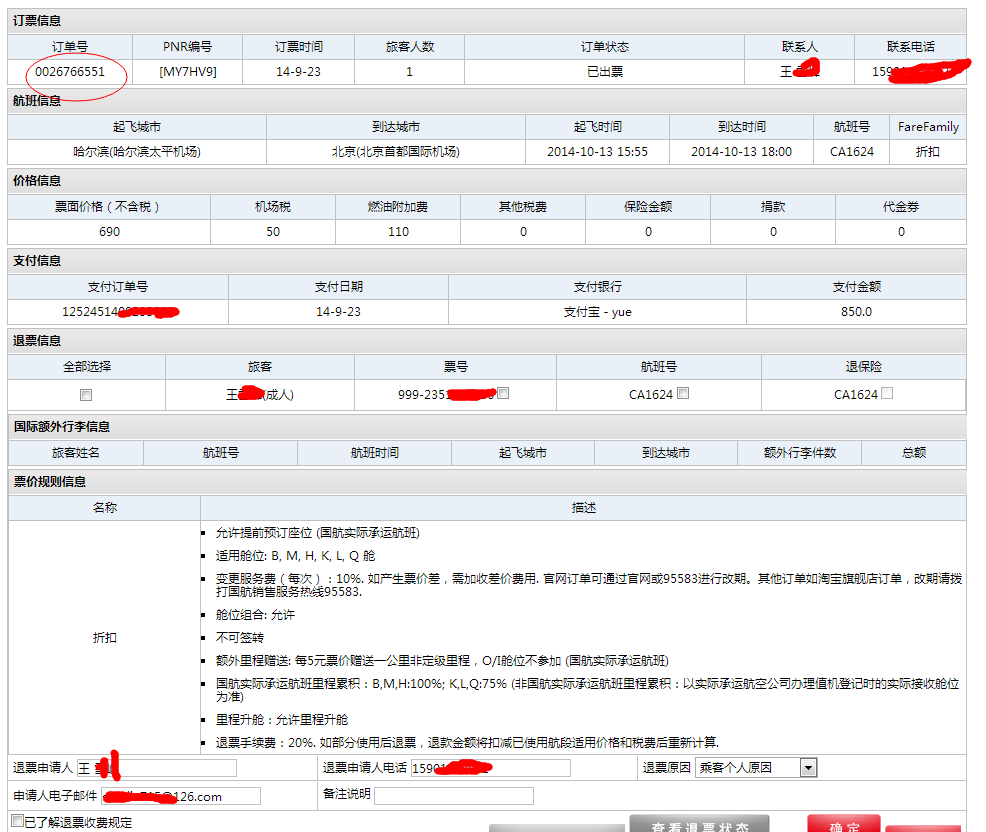 订票信息
订单号 PNR编号 订票时间 旅客人数 订单状态 联系人 联系电话
0026766551 [MY7HV9] 14-9-23 1 已出票 王 159
航班信息
起飞城市 到达城市 起飞时间 到达时间 航班号 FareFamily
哈尔滨(哈尔滨太平机场) 北京(北京首都国际机场) 2014-10-13 15:55 2014-10-13 18:00 CA1624 折扣
价格信息
票面价格(不含税) 机场税 燃油附加费 其他税费 保险金额 捐款 代金券
690 50 110 0 0 0 0
支付信息
支付订单号 支付日期 支付银行 支付金额
125245140 14-9-23 支付宝 - yue 850.0
退票信息
全部选择 旅客 票号 航班号 退保险
王 (成人) 999-235 CA1624 CA1624
国际额外行李信息
旅客姓名 航班号 航班时间 起飞城市 到达城市 额外行李件数 总额
票价规则信息
名称 描述
折扣
允许提前预订座位 (国航实际承运航班)
适用舱位: B, M, H, K, L, Q 舱
变更服务费(每次):10%. 如产生票价差,需加收差价费用. 官网订单可通过官网或95583进行改期。其他订单如淘宝旗舰店订单,改期请拨
打国航销售服务热线95583.
舱位组合: 允许
不可签转
额外里程赠送: 每5元票价赠送一公里非定级里程,O/I舱位不参加 (国航实际承运航班)
国航实际承运航班里程累积:B,M,H:100%; K,L,Q:75% (非国航实际承运航班里程累积:以实际承运航空公司办理值机登记时的实际接收舱位
为准)
里程升舱:允许里程升舱
退票手续费:20%. 如部分使用后退票,退款金额将扣减已使用航段适用价格和税费后重新计算.
退票申请人 王 退票申请人电话 1590 退票原因 乘客个人原因
申请人电子邮件 @126.com 备注说明
已了解退票收费规定
查看退票状态 确定